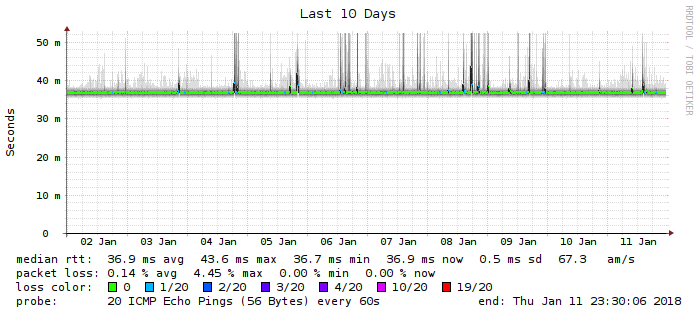 Last 10 Days
RRDTOOL / TOBI OETIKER
Seconds
50 m
40 m
30 m
20 m
10 m
0
02 Jan 03 Jan 04 Jan 05 Jan 06 Jan 07 Jan 08 Jan 09 Jan 10 Jan 11 Jan
median rtt: 36.9 ms avg 43.6 ms max 36.7 ms min 36.9 ms now 0.5 ms sd 67.3 am/s
packet loss: 0.14 % avg 4.45 % max 0.00 % min 0.00 % now
loss color: 0 1/20 2/20 3/20 4/20 10/20 19/20
probe: 20 ICMP Echo Pings (56 Bytes) every 60s end: Thu Jan 11 23:30:06 2018